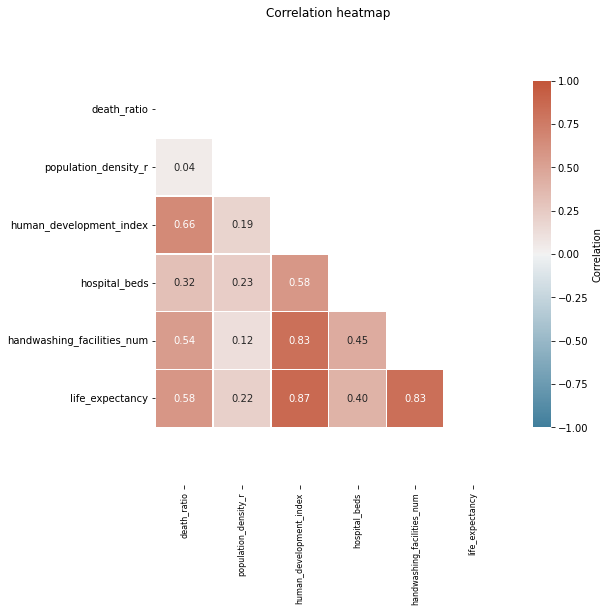 Correlation heatmap
death_ratio
population_density_r
human_development_index
hospital_beds
handwashing_facilities_num
life_expectancy
0.04
0.66 0.19
0.32 0.23 0.58
0.54 0.12 0.83 0.45
0.58 0.22 0.87 0.40 0.83
death_ratio
population_density_r
human_development_index
hospital_beds
handwashing_facilities_num
life_expectancy
1.00
0.75
0.50
0.25
0.00
−0.25
−0.50
−0.75
−1.00
Correlation